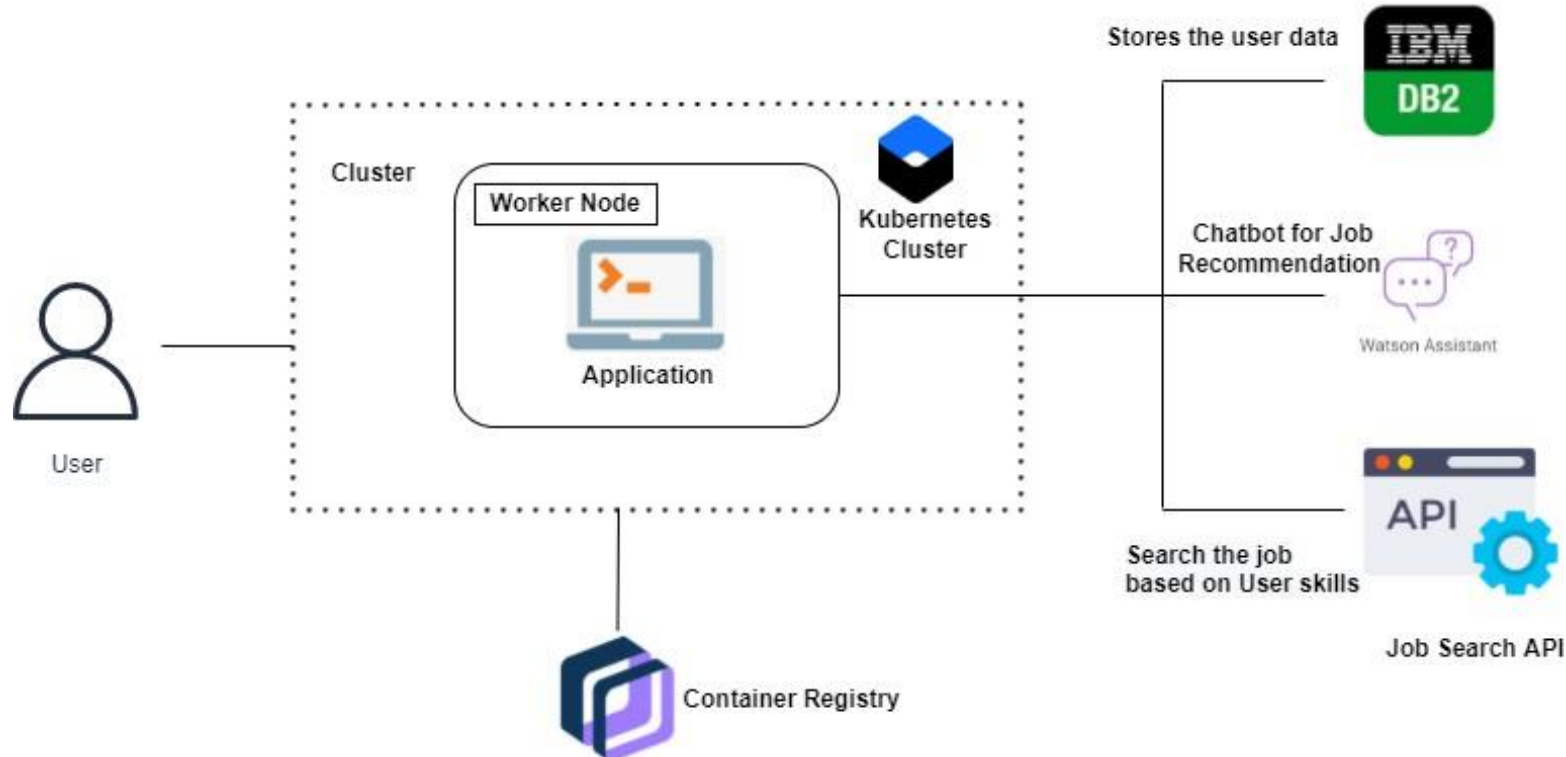 Stores the user data
IBM
DB2
Cluster
Worker Node
Kubernetes
Cluster
Application
Chatbot for Job
Recommendation
?
Watson Assistant
User
API
Search the job
based on User skills
Job Search API
Container Registry